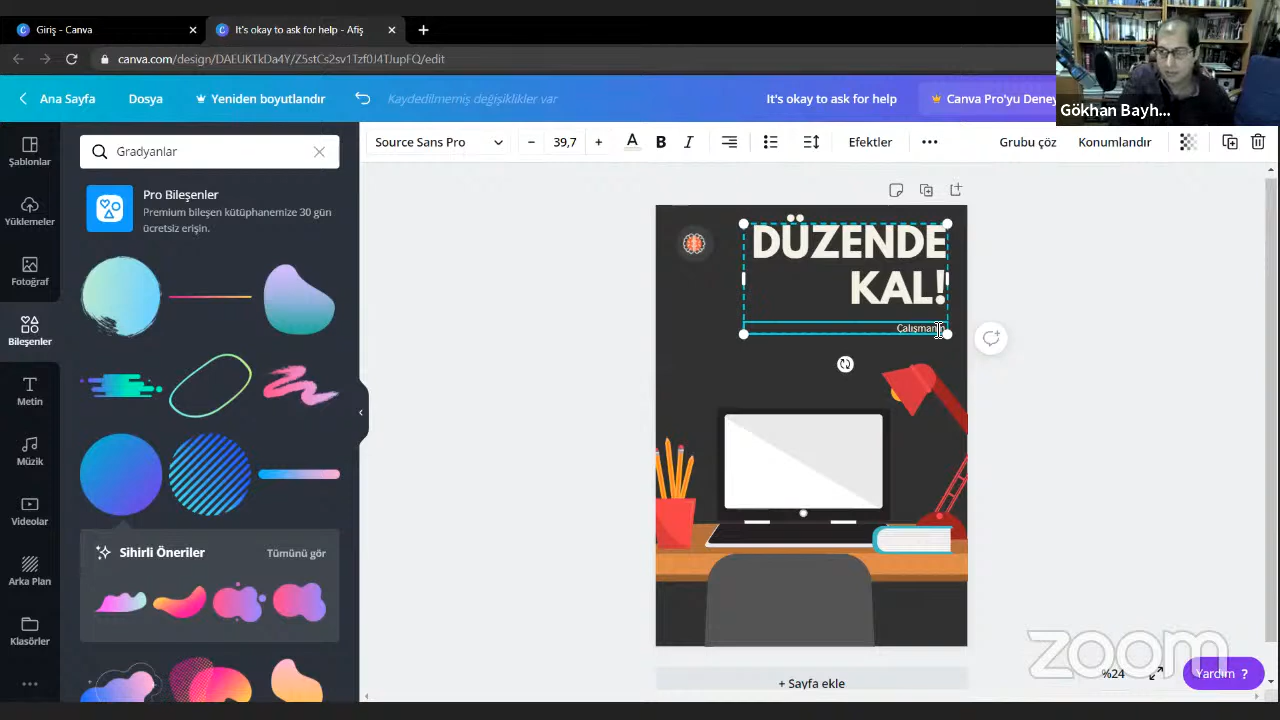 Giriş - Canva
It's okay to ask for help - Afiş
canva.com/design/DAEUKTkDa4Y/Z5stCs2sv1Tzf0J4TJupFQ/edit
Ana Sayfa
Dosya
Yeniden boyutlandır
Kaydedilmemiş değişiklikler var
It's okay to ask for help
Canva Pro'yu Deney
Gökhan Bayh...
Şablonlar
Yüklemeler
Fotoğraf
Bileşenler
Metin
Müzik
Videolar
Arka Plan
Klasörler
Gradyanlar
Pro Bileşenler
Premium bileşen kütüphanemize 30 gün
ücretsiz erişin.
Sihirli Öneriler
Tümünü gör
Source Sans Pro
39,7
A
B
I
Efektler
Grubu çöz
Konumlandır
DÜZENDE
KAL!
+ Sayfa ekle
zoom
%24
Yardım ?